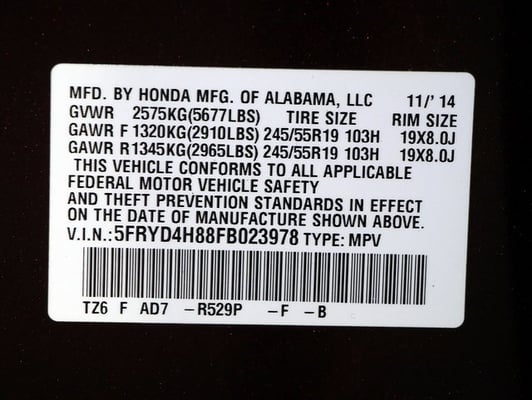 MFD. BY HONDA MFG. OF ALABAMA, LLC 11/' 14
GVWR 2575KG(5677LBS) TIRE SIZE RIM SIZE
GAWR F 1320KG(2910LBS) 245/55R19 103H 19X8.0J
GAWR R1345KG(2965LBS) 245/55R19 103H 19X8.0J
THIS VEHICLE CONFORMS TO ALL APPLICABLE
FEDERAL MOTOR VEHICLE SAFETY
AND THEFT PREVENTION STANDARDS IN EFFECT
ON THE DATE OF MANUFACTURE SHOWN ABOVE.
V.I.N.:5FRYD4H88FB023978 TYPE: MPV
TZ6 F AD7 –R529P –F –B